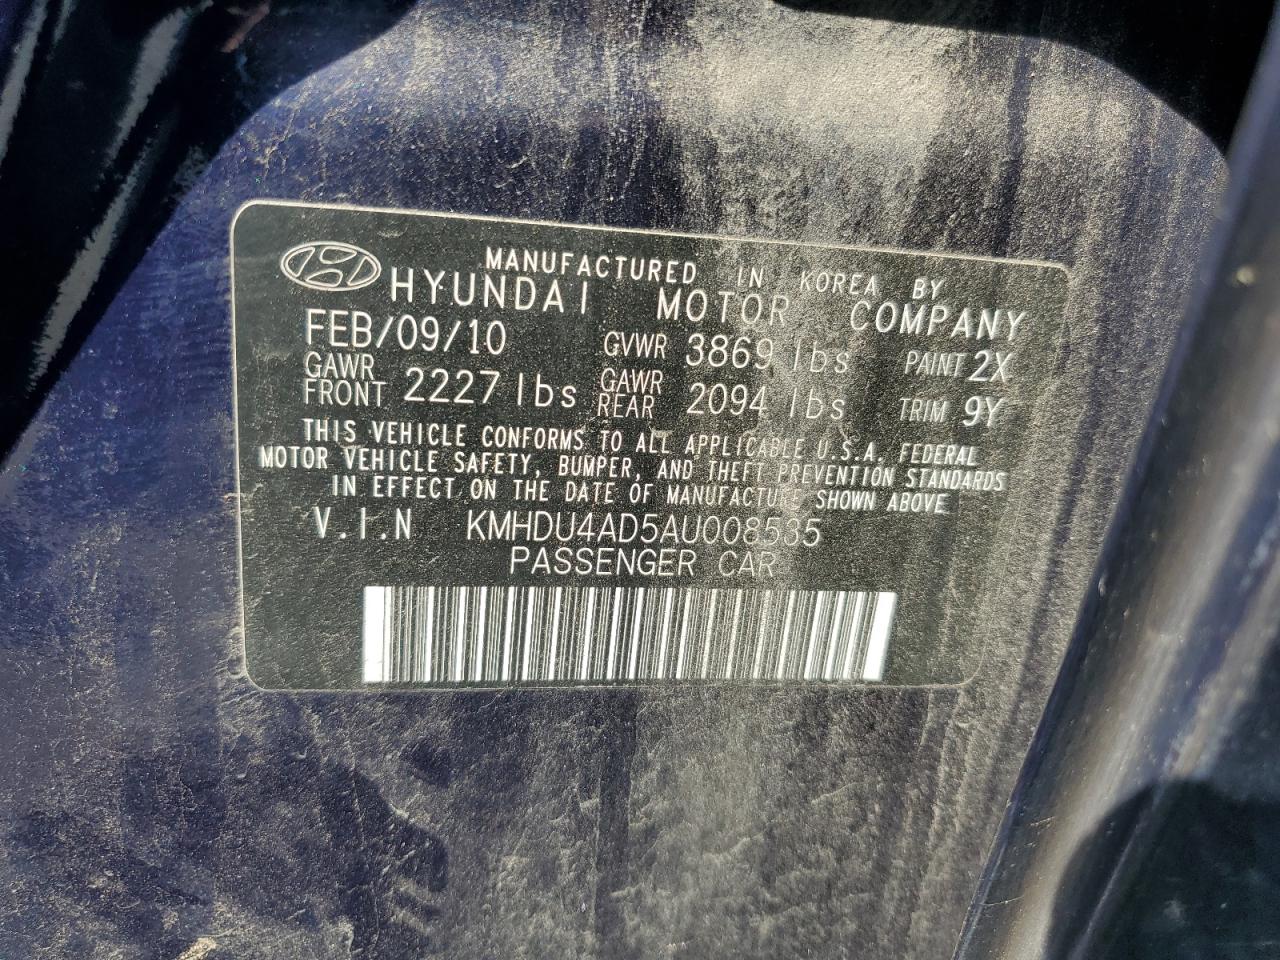 MANUFACTURED IN KOREA BY
HYUNDAI MOTOR COMPANY
FEB/09/10 GVWR 3869 lbs PAINT 2X
GAWR FRONT 2227 lbs GAWR REAR 2094 lbs TRIM 9Y
THIS VEHICLE CONFORMS TO ALL APPLICABLE U.S.A. FEDERAL
MOTOR VEHICLE SAFETY, BUMPER, AND THEFT PREVENTION STANDARDS
IN EFFECT ON THE DATE OF MANUFACTURE SHOWN ABOVE
V.I.N KMHDU4AD5AU008535
PASSENGER CAR